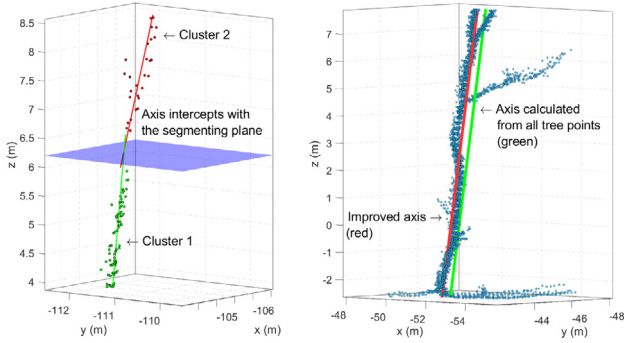 8.5
8
7.5
7
6.5
6
5.5
5
4.5
4
z (m)
Cluster 2
Axis intercepts with
the segmenting plane
Cluster 1
-112
-111
-110
y (m)
-105
-106
x (m)
7
6
5
4
3
2
1
0
-1
-2
z (m)
Axis calculated
from all tree points
(green)
Improved axis
(red)
-48
-50
-52
-54
x (m)
-44
-46
-48
y (m)